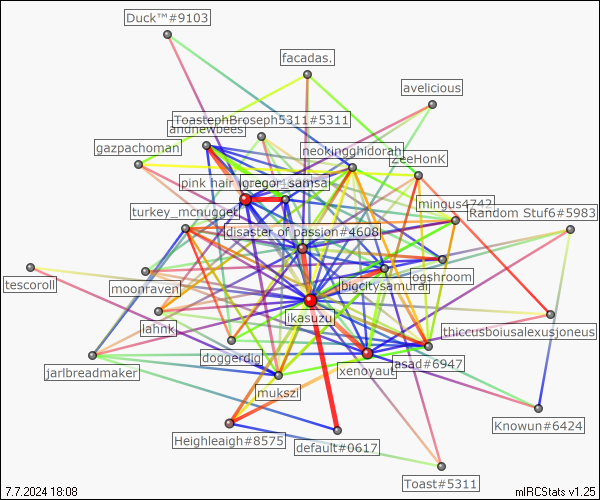 Duck™#9103
facadas.
avelicious
ToastephBroseph5311#5311
andnewbees
neokingghidorah
gazpachoman
ZeeHonK
pink hair
gregor_samsa
mingus4742
turkey_mcnugget
Random Stuf6#5983
disaster of passion#4608
tescoroll
moonraven
bigcitysamurai
ogshroom
lahnk
ikasuzu
thiccusboiusalexusjoneus
doggerdig
jarlbreadmaker
xenoyaut
asad#6947
mukszi
Knowun#6424
Heighleaigh#8575
default#0617
Toast#5311
7.7.2024 18:08
mIRCStats v1.25